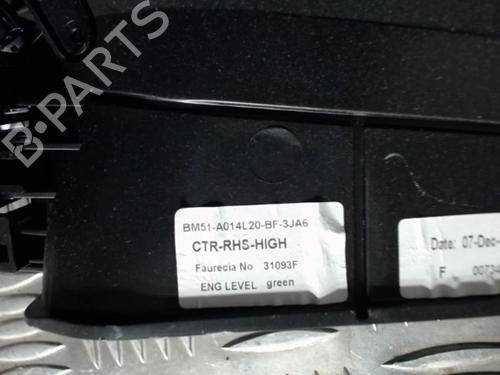 B-PARTS
BM51-A014L20-BF-3JA6
CTR-RHS-HIGH
Faurecia No 31093F
ENG LEVEL green
Date: 07-Dec-
F